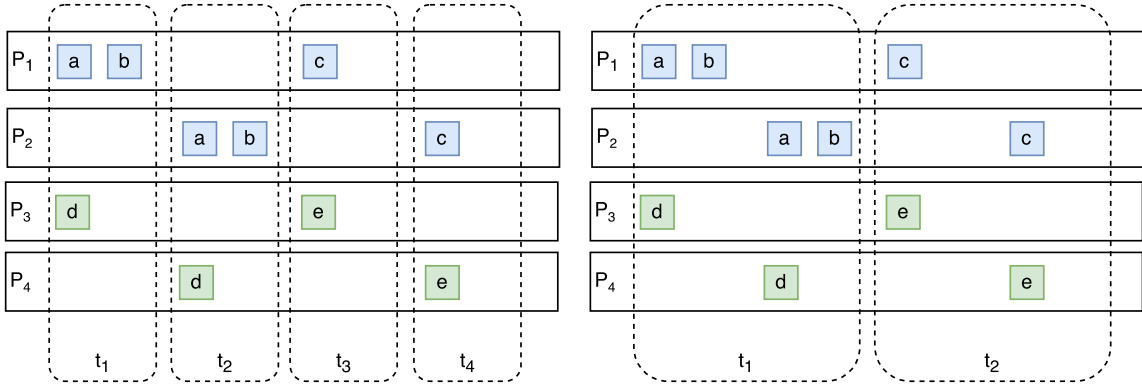 P1 a b c
P2 a b c
P3 d e
P4 d e
t1 t2 t3 t4
P1 a b c
P2 a b c
P3 d e
P4 d e
t1 t2